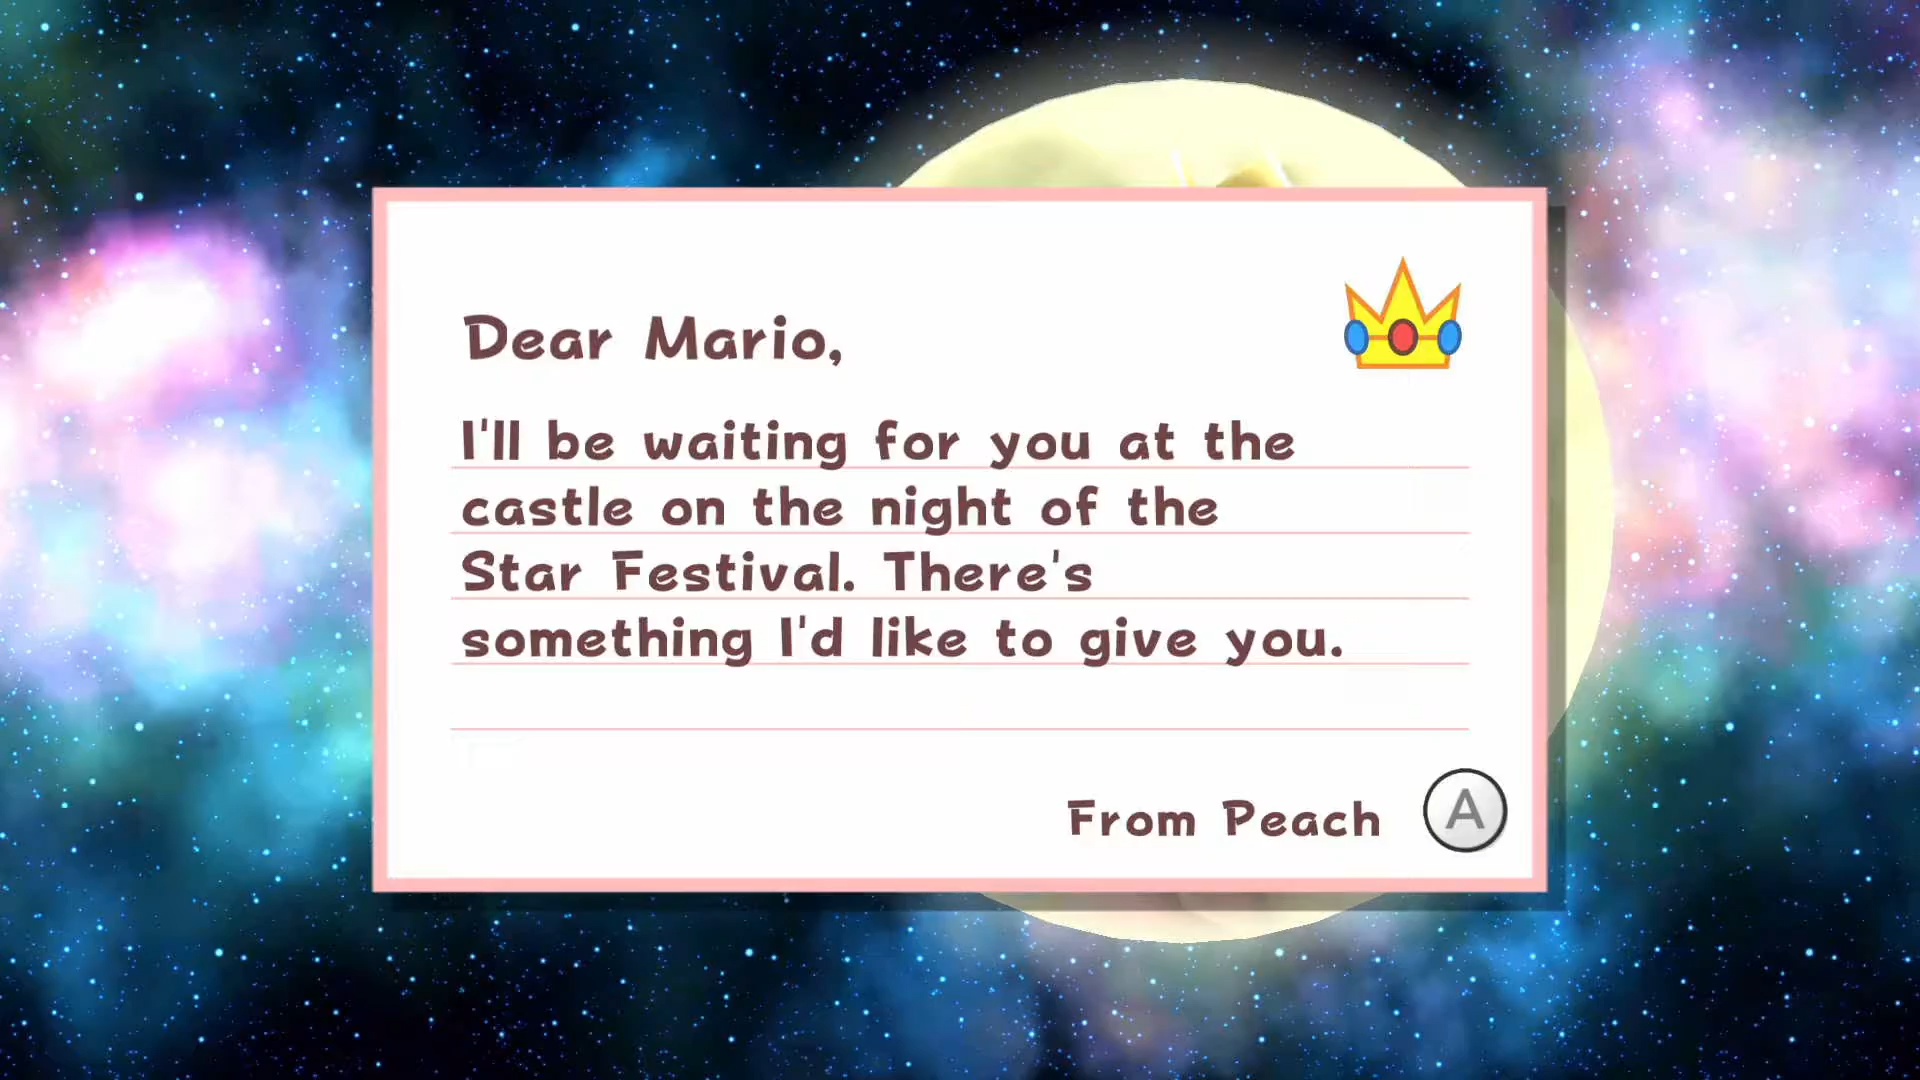 Dear Mario,
I'll be waiting for you at the
castle on the night of the
Star Festival. There's
something I'd like to give you.
From Peach
A